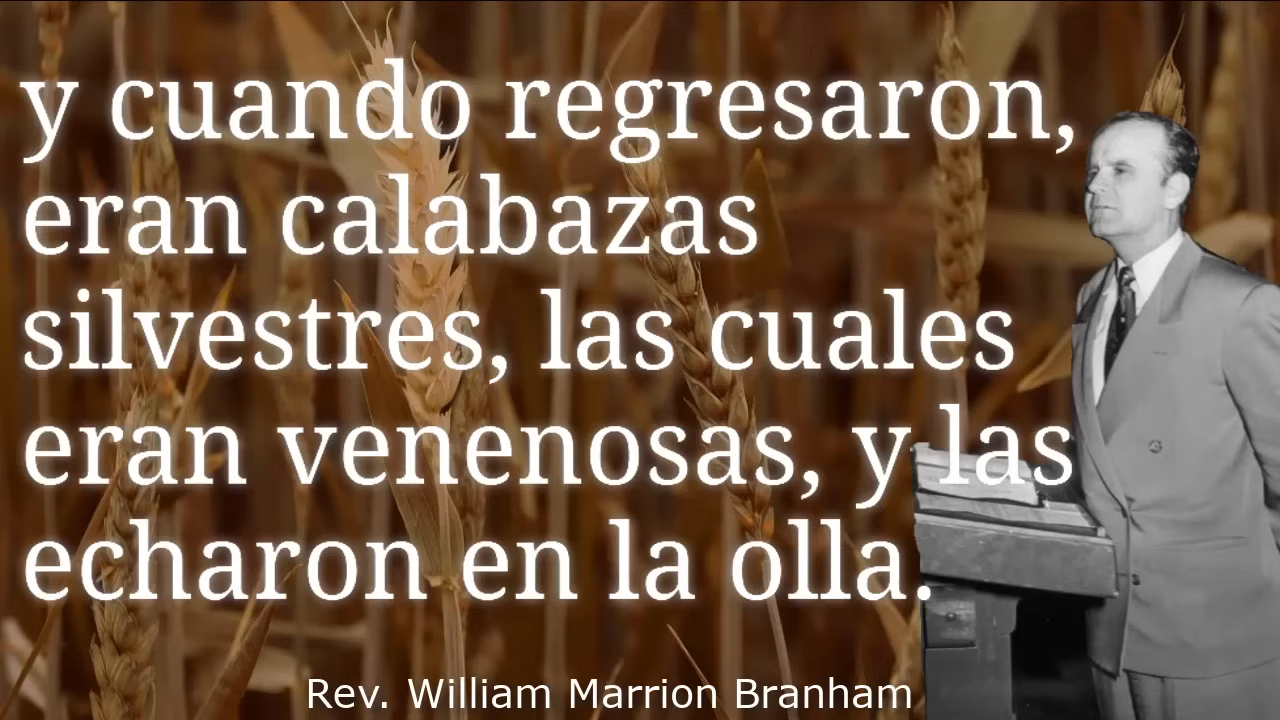 y cuando regresaron,
eran calabazas
silvestres, las cuales
eran venenosas, y las
echaron en la olla.
Rev. William Marrion Branham